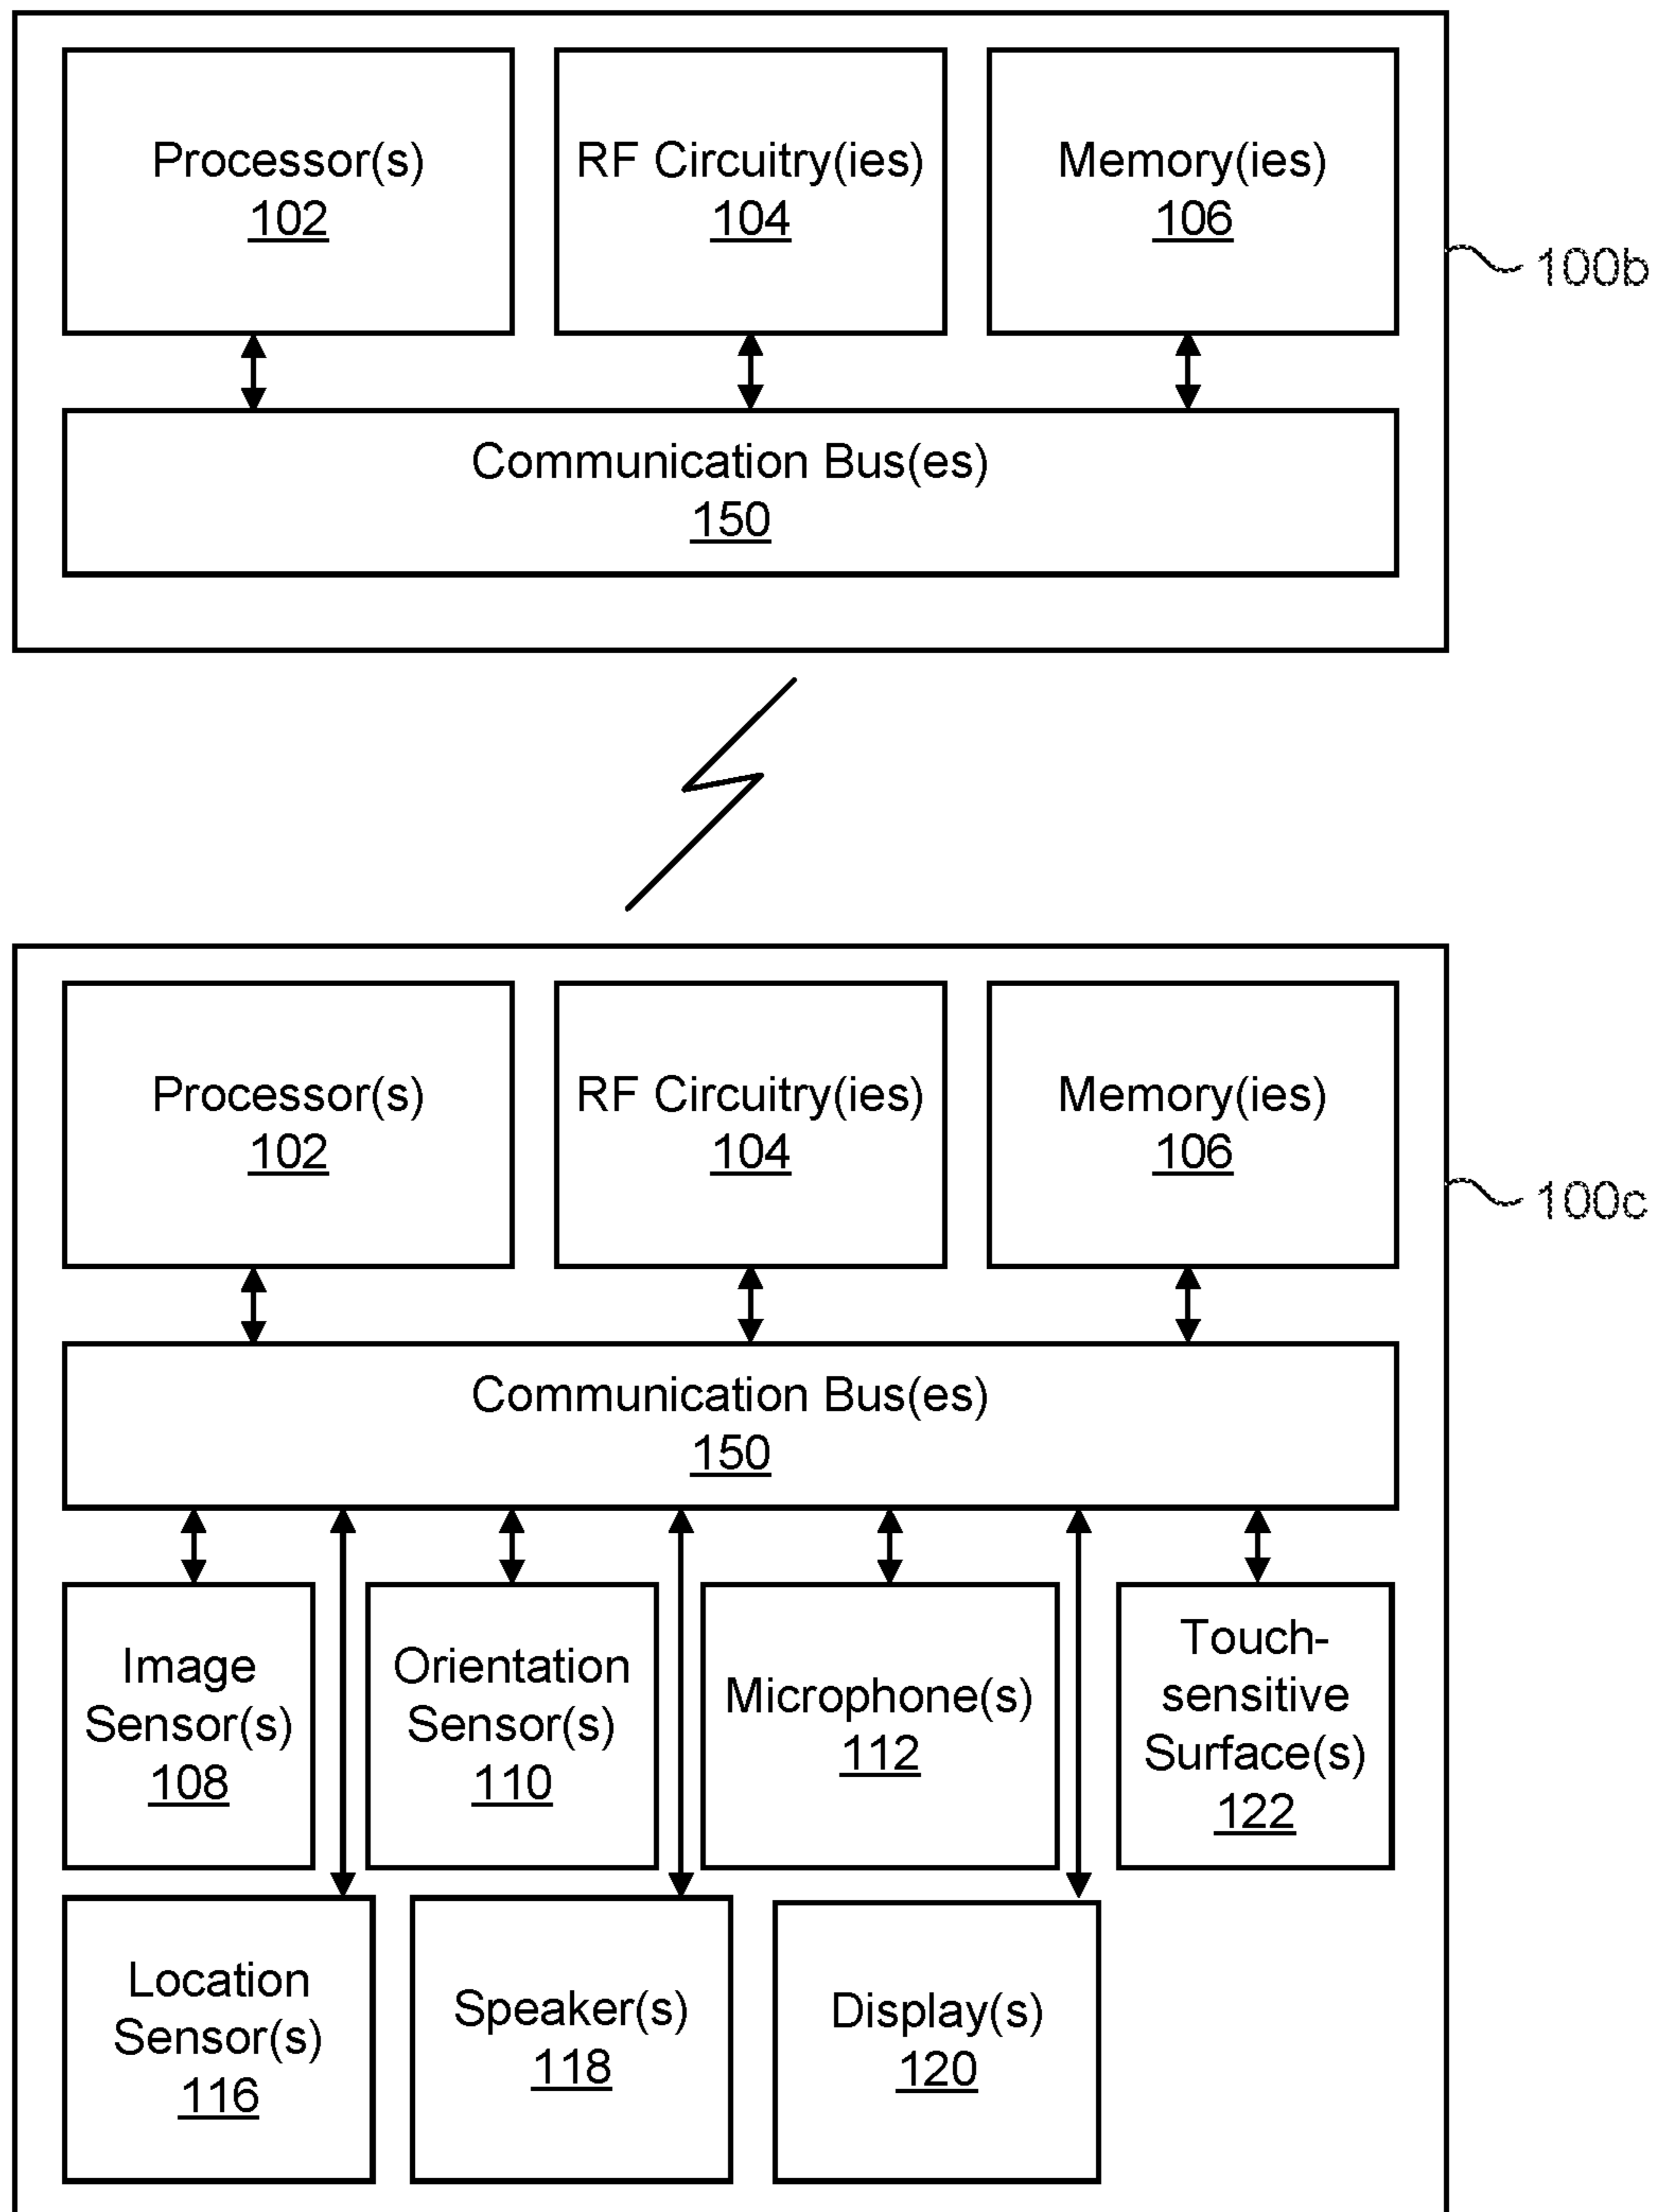 Processor(s)
102
RF Circuitry(ies)
104
Memory(ies)
106
100b
Communication Bus(es)
150
Processor(s)
102
RF Circuitry(ies)
104
Memory(ies)
106
100c
Communication Bus(es)
150
Image
Sensor(s)
108
Orientation
Sensor(s)
110
Microphone(s)
112
Touch-
sensitive
Surface(s)
122
Location
Sensor(s)
116
Speaker(s)
118
Display(s)
120